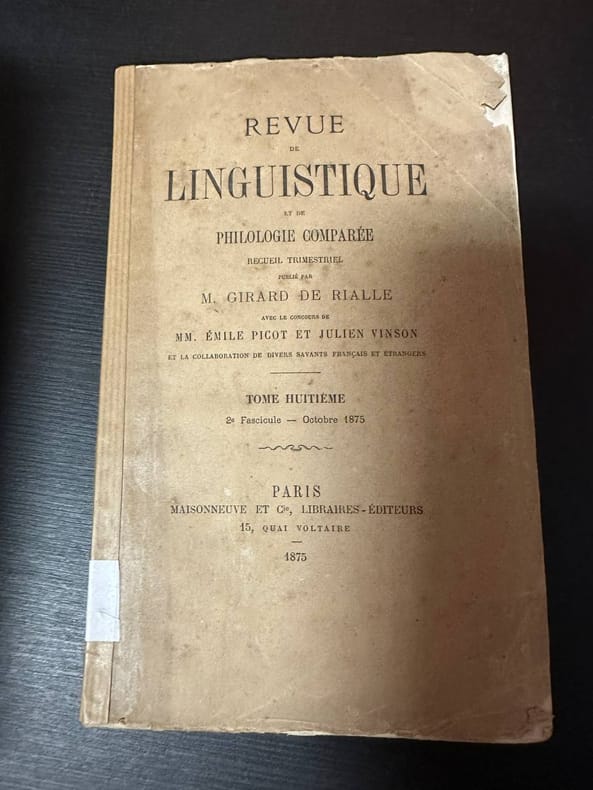 REVUE
DE
LINGUISTIQUE
ET DE
PHILOLOGIE COMPARÉE
RECUEIL TRIMESTRIEL
PUBLIÉ PAR
M. GIRARD DE RIALLE
AVEC LE CONCOURS DE
MM. ÉMILE PICOT ET JULIEN VINSON
ET LA COLLABORATION DE DIVERS SAVANTS FRANÇAIS ET ÉTRANGERS
TOME HUITIÈME
2e Fascicule — Octobre 1875
PARIS
MAISONNEUVE ET Cie, LIBRAIRES-ÉDITEURS
15, QUAI VOLTAIRE
1875